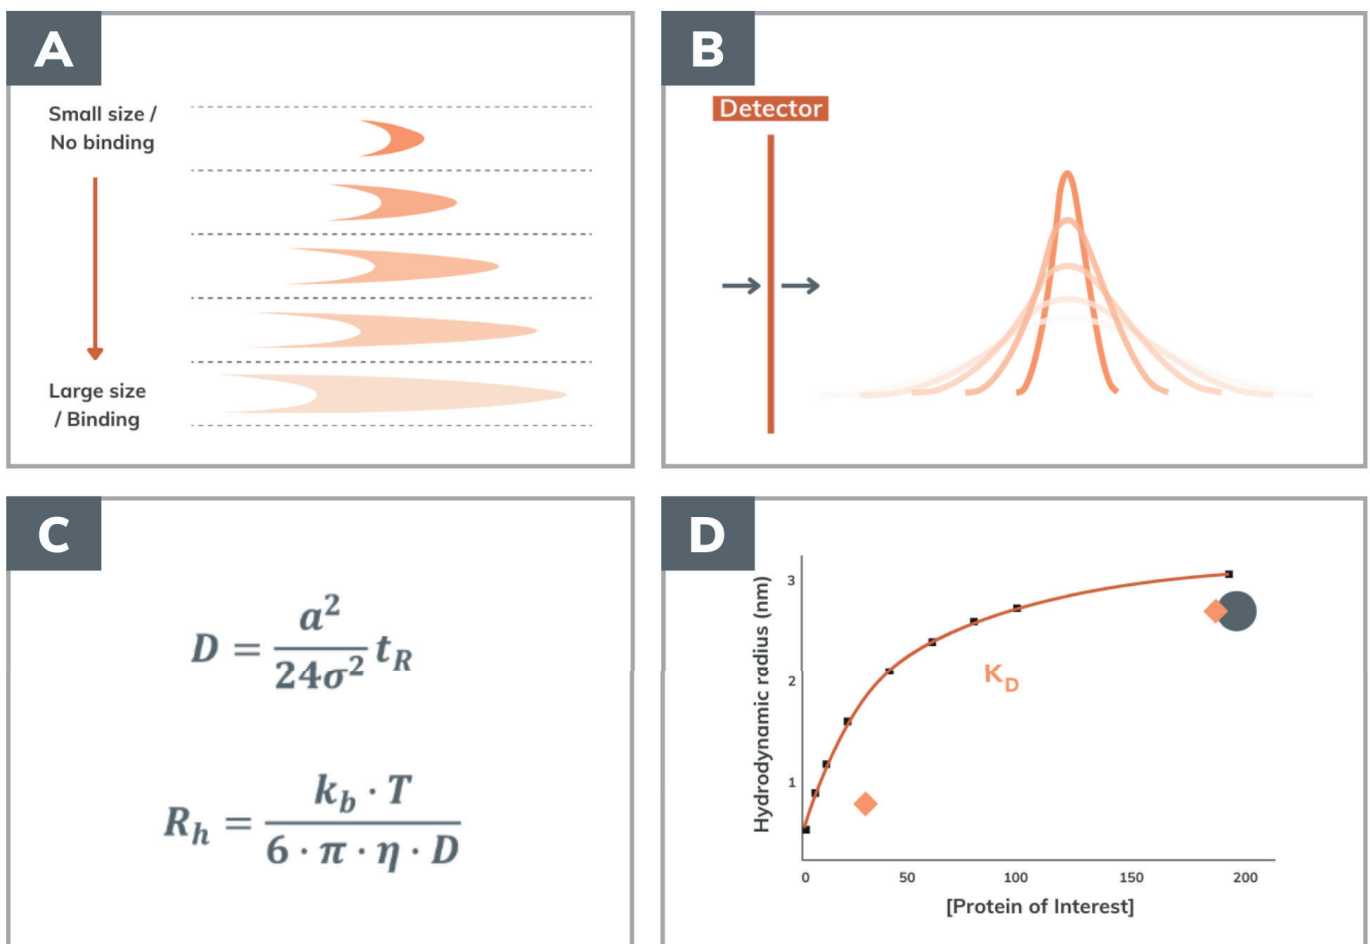 A
Small size /
No binding
Large size
/ Binding
B
Detector
C
D = a² / 24σ² t_R
R_h = k_b · T / 6 · π · η · D
D
Hydrodynamic radius (nm)
3
2
1
K_D
0 50 100 150 200
[Protein of Interest]